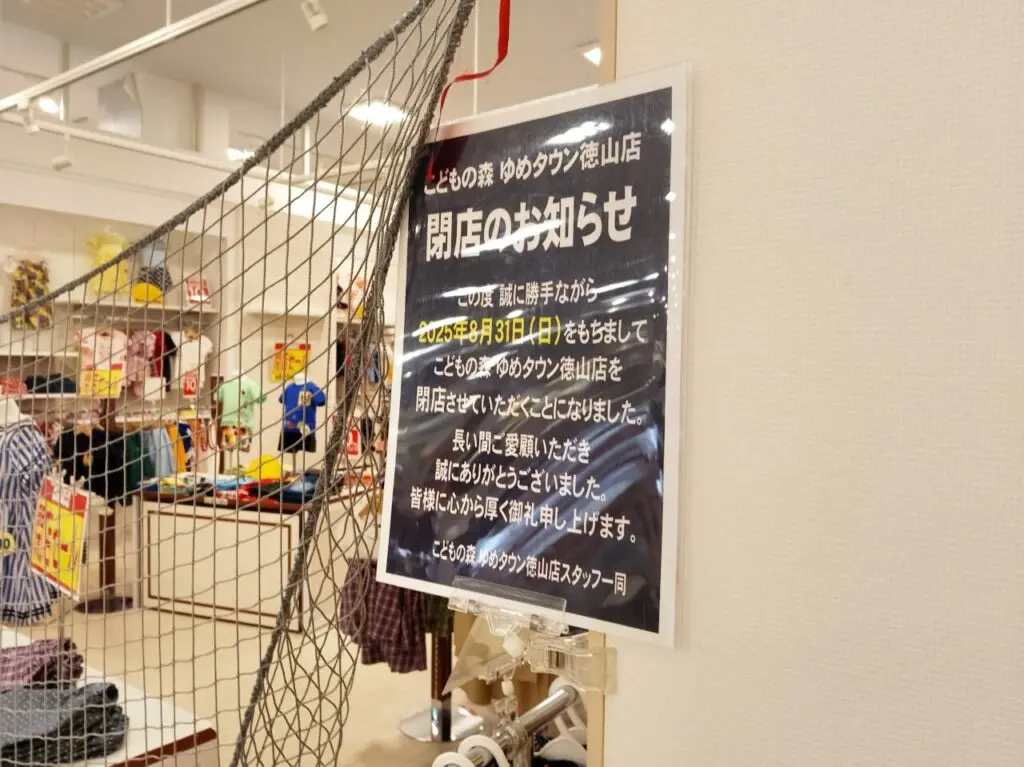 こどもの森 ゆめタウン徳山店
閉店のお知らせ
この度 誠に勝手ながら
2025年8月31日(日)をもちまして
こどもの森 ゆめタウン徳山店を
閉店させていただくことになりました。
長い間ご愛顧いただき
誠にありがとうございました。
皆様に心から厚く御礼申し上げます。
こどもの森 ゆめタウン徳山店スタッフ一同